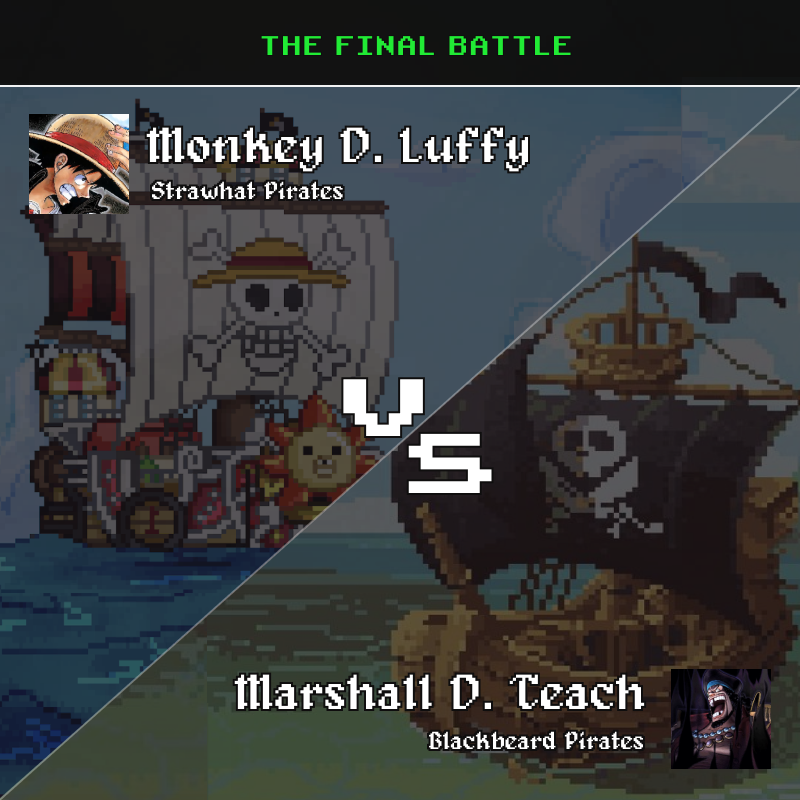 THE FINAL BATTLE
Monkey D. Luffy
Strawhat Pirates
VS
Marshall D. Teach
Blackbeard Pirates